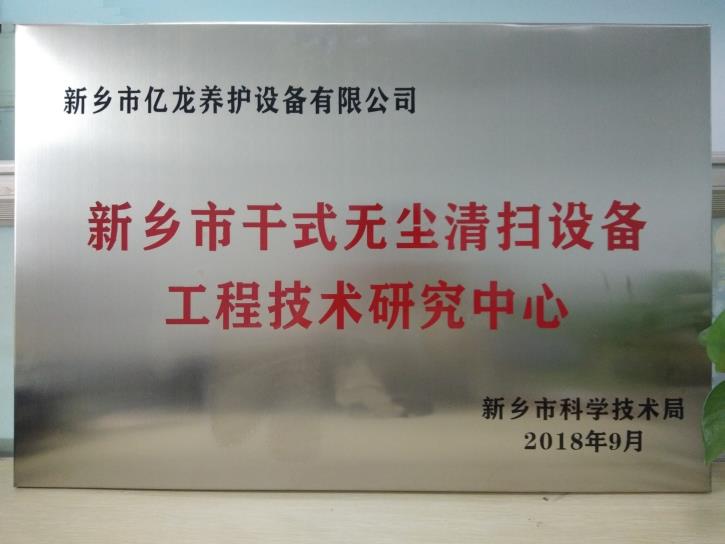 新乡市亿龙养护设备有限公司
新乡市干式无尘清扫设备
工程技术研究中心
新乡市科学技术局
2018年9月